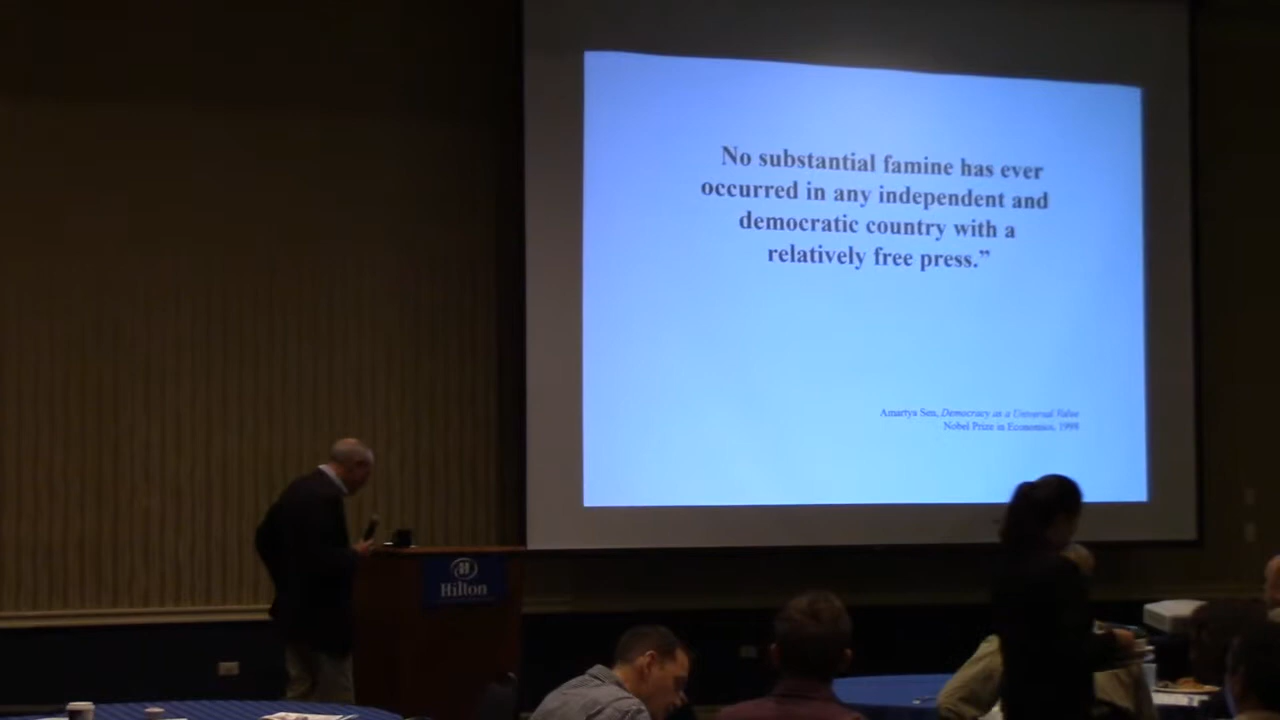 No substantial famine has ever
occurred in any independent and
democratic country with a
relatively free press.”
Amartya Sen, Democracy as a Universal Value
Nobel Prize in Economics, 1998
Hilton